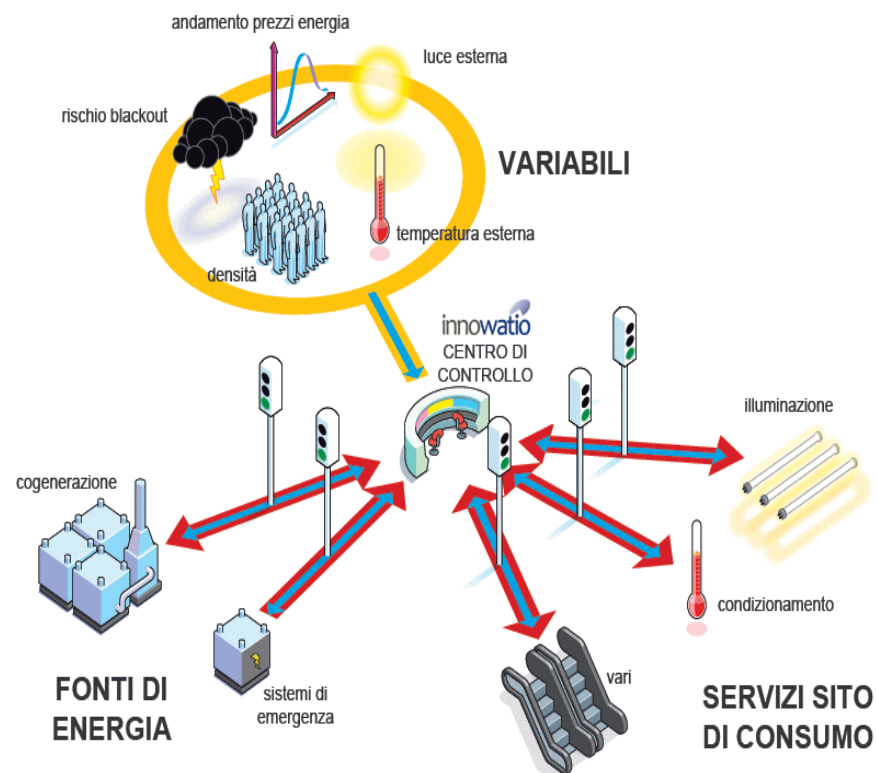 andamento prezzi energia
luce esterna
rischio blackout
VARIABILI
temperatura esterna
densità
innowatio
CENTRO DI
CONTROLLO
illuminazione
cogenerazione
condizionamento
vari
sistemi di
emergenza
FONTI DI
ENERGIA
SERVIZI SITO
DI CONSUMO